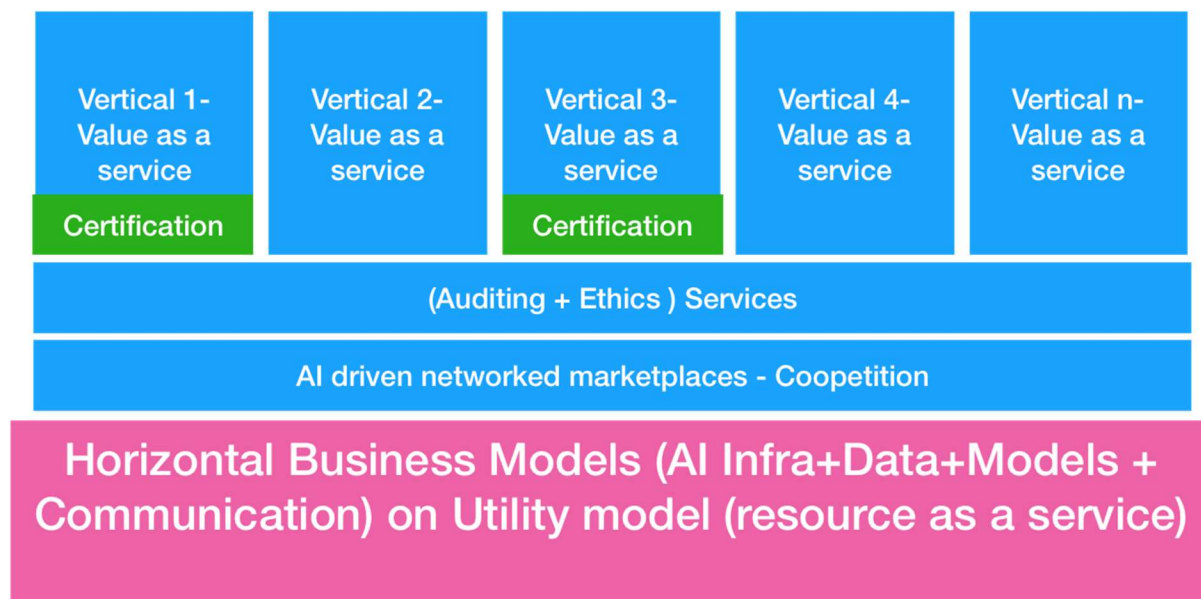 Vertical 1-
Value as a
service
Vertical 2-
Value as a
service
Vertical 3-
Value as a
service
Vertical 4-
Value as a
service
Vertical n-
Value as a
service
Certification
Certification
(Auditing + Ethics ) Services
AI driven networked marketplaces - Coopetition
Horizontal Business Models (AI Infra+Data+Models +
Communication) on Utility model (resource as a service)